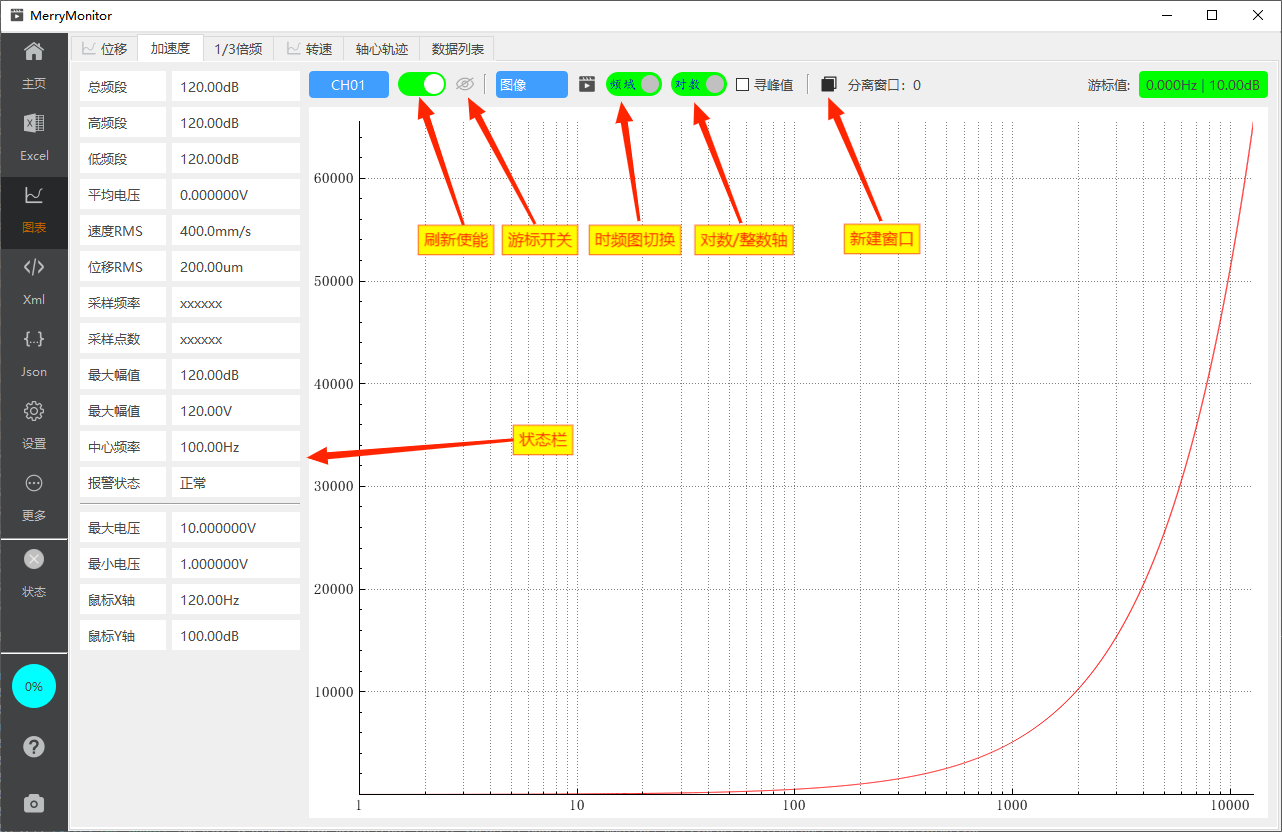 MerryMonitor
主页
Excel
图表
Xml
Json
设置
更多
状态
0%
位移
加速度
1/3倍频
转速
轴心轨迹
数据列表
总频段 120.00dB
高频段 120.00dB
低频段 120.00dB
平均电压 0.000000V
速度RMS 400.0mm/s
位移RMS 200.00um
采样频率 xxxxxx
采样点数 xxxxxx
最大幅值 120.00dB
最大幅值 120.00V
中心频率 100.00Hz
报警状态 正常
最大电压 10.000000V
最小电压 1.000000V
鼠标X轴 120.00Hz
鼠标Y轴 100.00dB
CH01
图像
频域
对数
寻峰值
分离窗口: 0
游标值:
0.000Hz | 10.00dB
刷新使能
游标开关
时频图切换
对数/整数轴
新建窗口
状态栏
60000
50000
40000
30000
20000
10000
1
10
100
1000
10000